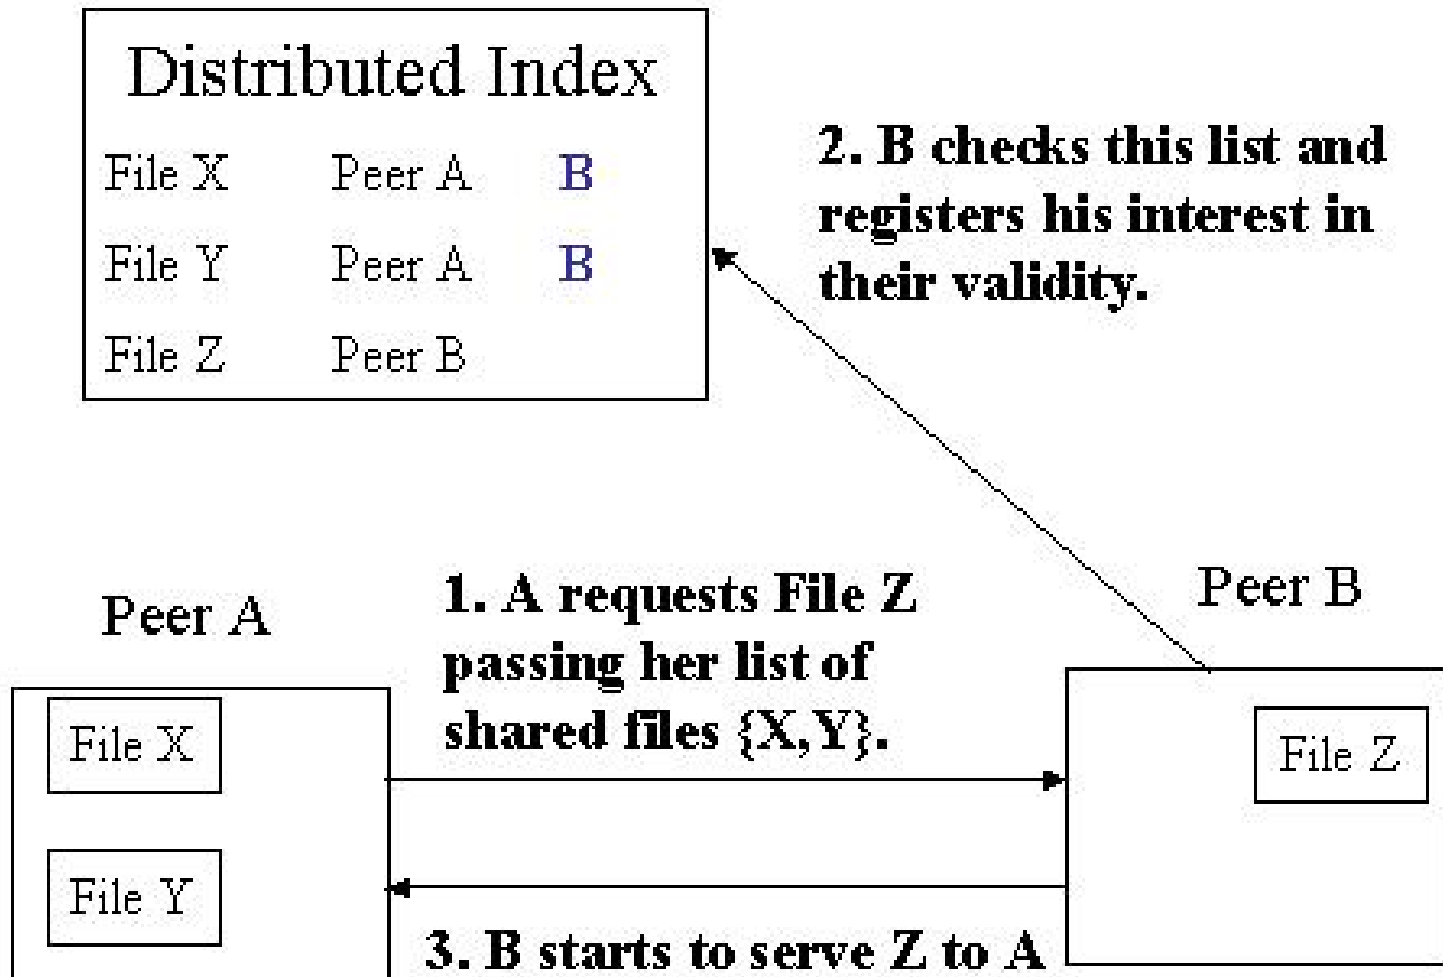 Distributed Index
File X Peer A B
File Y Peer A B
File Z Peer B
2. B checks this list and
registers his interest in
their validity.
Peer A
1. A requests File Z
passing her list of
shared files {X,Y}.
Peer B
File X
File Z
File Y
3. B starts to serve Z to A